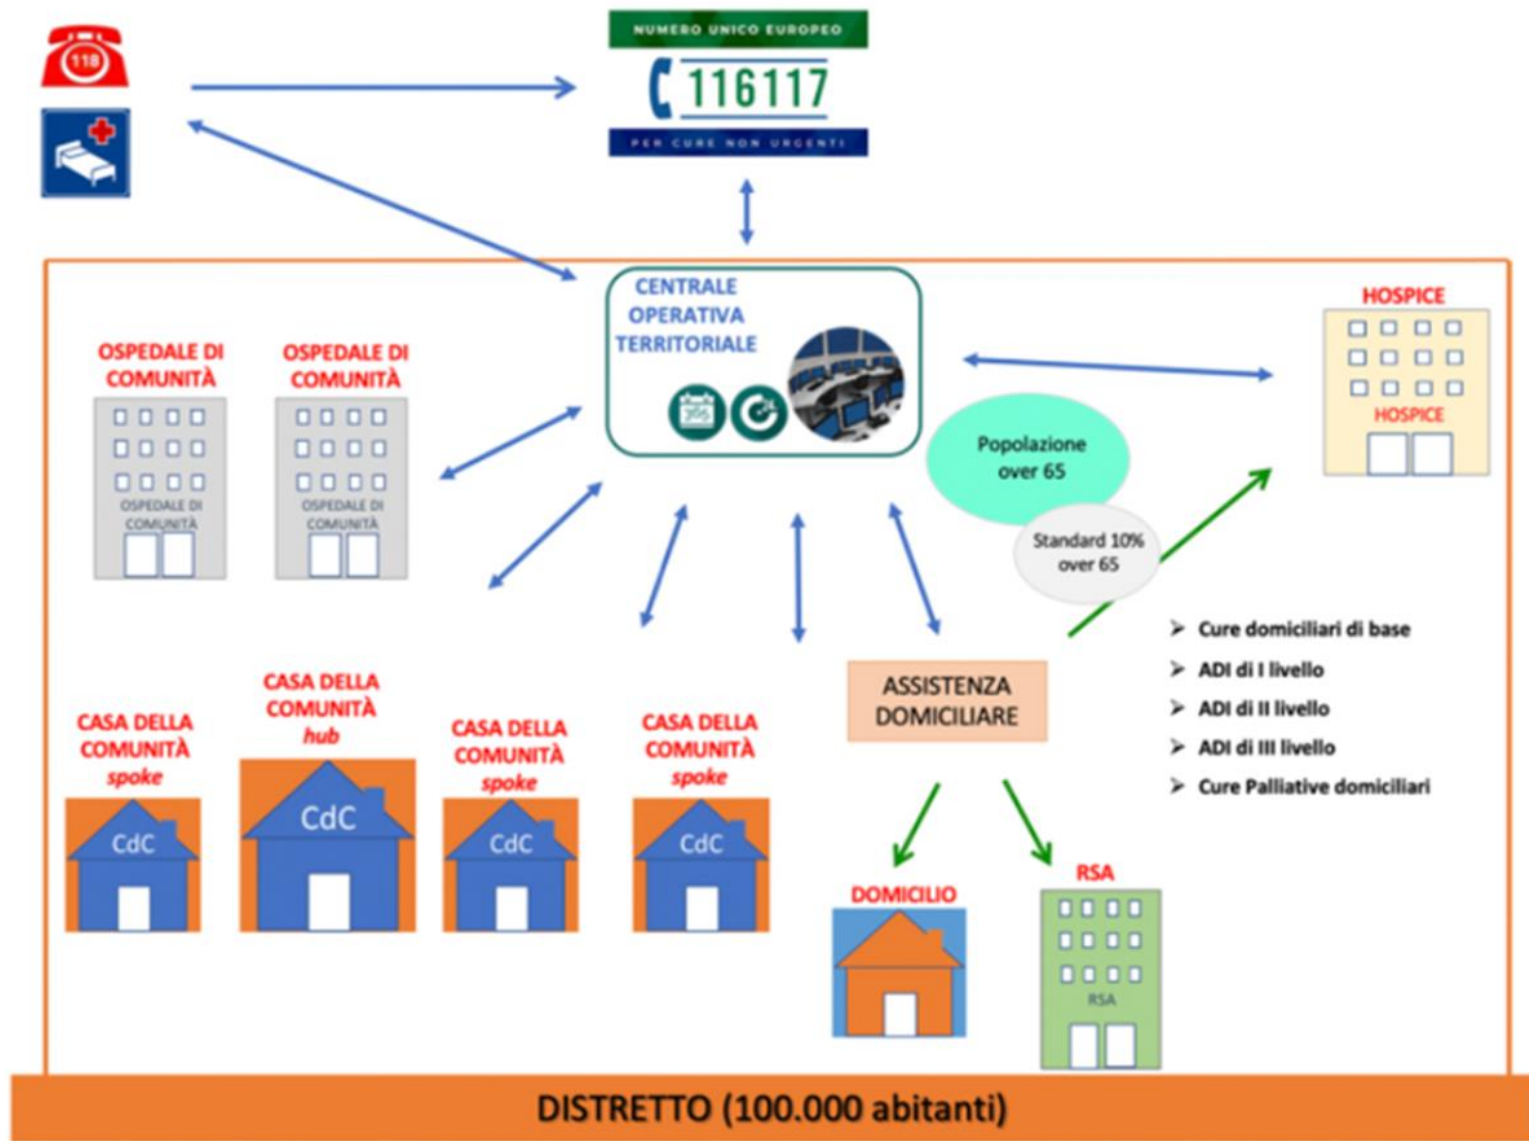 118
NUMERO UNICO EUROPEO
116117
PER CURE NON URGENTI
CENTRALE
OPERATIVA
TERRITORIALE
365
OSPEDALE DI
COMUNITÀ
OSPEDALE DI
COMUNITÀ
OSPEDALE DI
COMUNITÀ
OSPEDALE DI
COMUNITÀ
HOSPICE
HOSPICE
Popolazione
over 65
Standard 10%
over 65
➤ Cure domiciliari di base
➤ ADI di I livello
➤ ADI di II livello
➤ ADI di III livello
➤ Cure Palliative domiciliari
CASA DELLA
COMUNITÀ
spoke
CdC
CASA DELLA
COMUNITÀ
hub
CdC
CASA DELLA
COMUNITÀ
spoke
CdC
CASA DELLA
COMUNITÀ
spoke
CdC
ASSISTENZA
DOMICILIARE
DOMICILIO
RSA
RSA
DISTRETTO (100.000 abitanti)